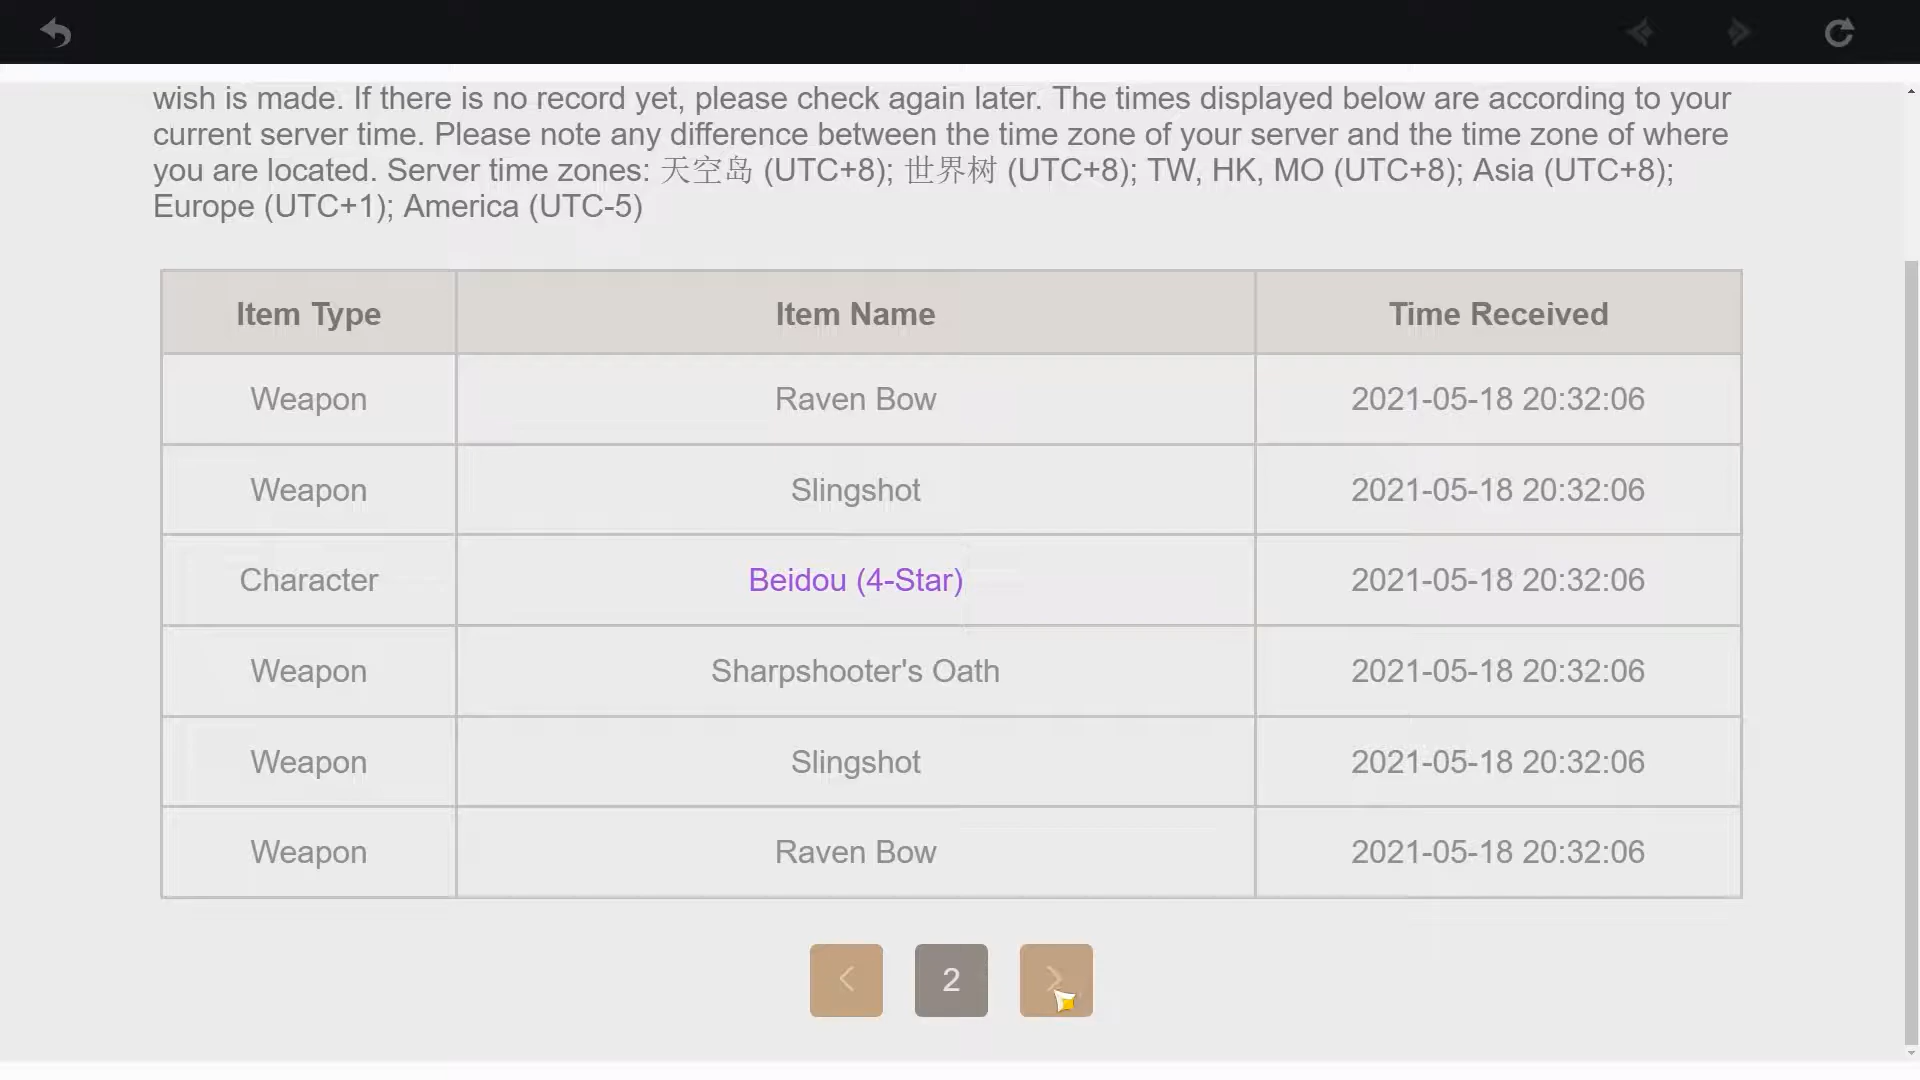 wish is made. If there is no record yet, please check again later. The times displayed below are according to your
current server time. Please note any difference between the time zone of your server and the time zone of where
you are located. Server time zones: 天空岛 (UTC+8); 世界树 (UTC+8); TW, HK, MO (UTC+8); Asia (UTC+8);
Europe (UTC+1); America (UTC-5)
Item Type Item Name Time Received
Weapon Raven Bow 2021-05-18 20:32:06
Weapon Slingshot 2021-05-18 20:32:06
Character Beidou (4-Star) 2021-05-18 20:32:06
Weapon Sharpshooter's Oath 2021-05-18 20:32:06
Weapon Slingshot 2021-05-18 20:32:06
Weapon Raven Bow 2021-05-18 20:32:06
2